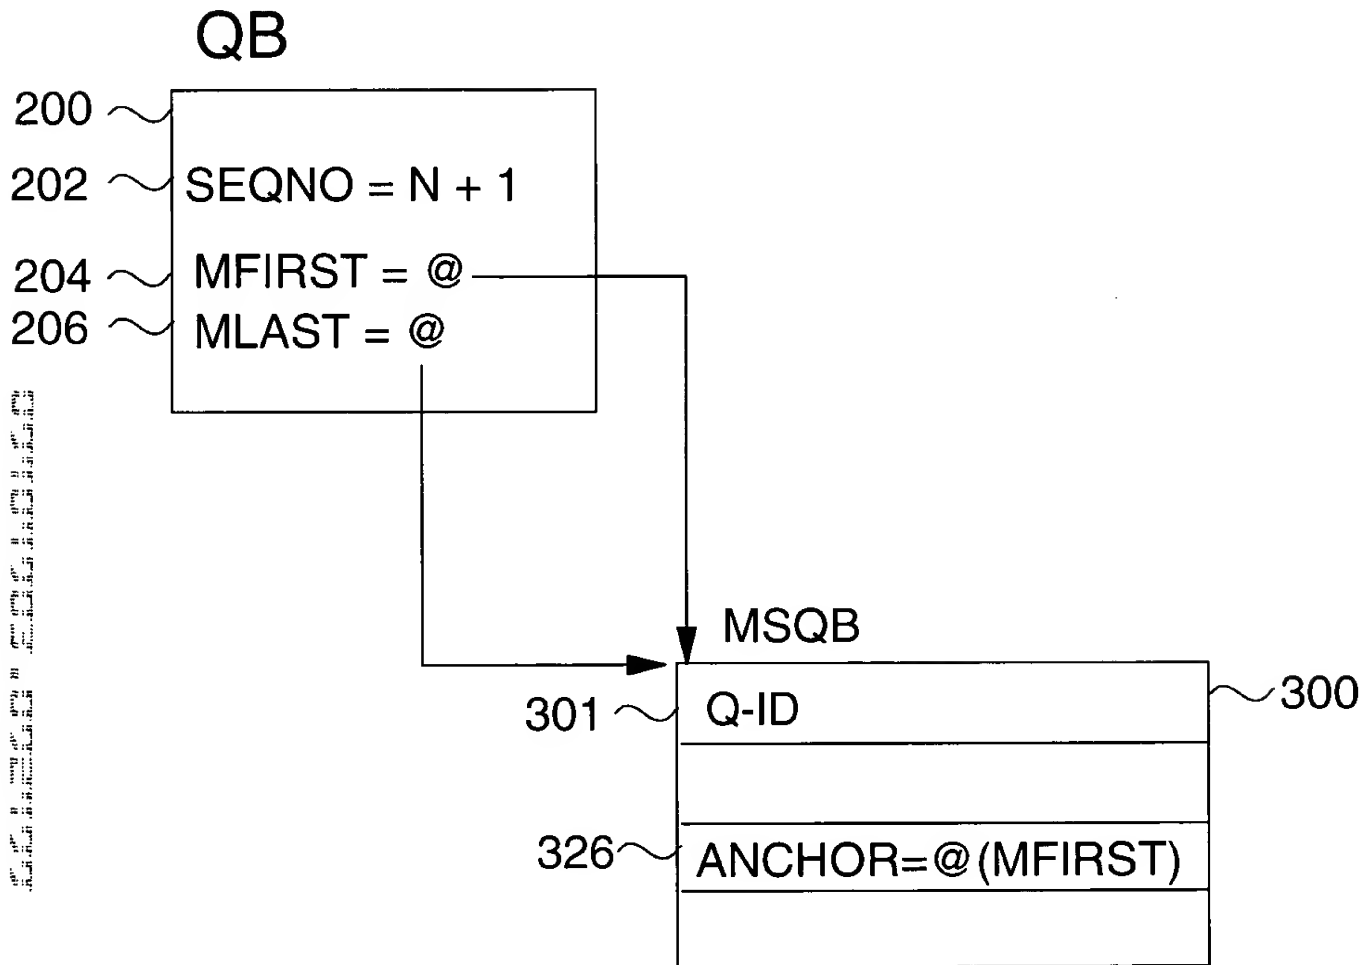 QB
200
202 SEQNO = N + 1
204 MFIRST = @
206 MLAST = @
MSQB
301 Q-ID 300
326 ANCHOR=@(MFIRST)